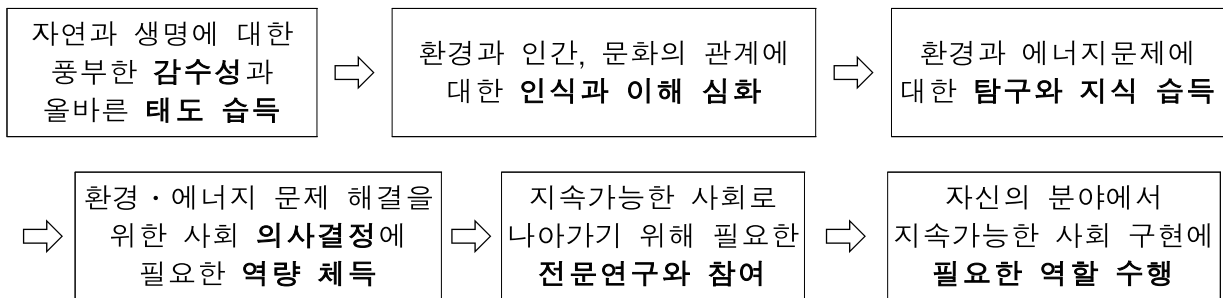 자연과 생명에 대한
풍부한 감수성과
올바른 태도 습득
환경과 인간, 문화의 관계에
대한 인식과 이해 심화
환경과 에너지문제에
대한 탐구와 지식 습득
환경·에너지 문제 해결을
위한 사회 의사결정에
필요한 역량 체득
지속가능한 사회로
나아가기 위해 필요한
전문연구와 참여
자신의 분야에서
지속가능한 사회 구현에
필요한 역할 수행